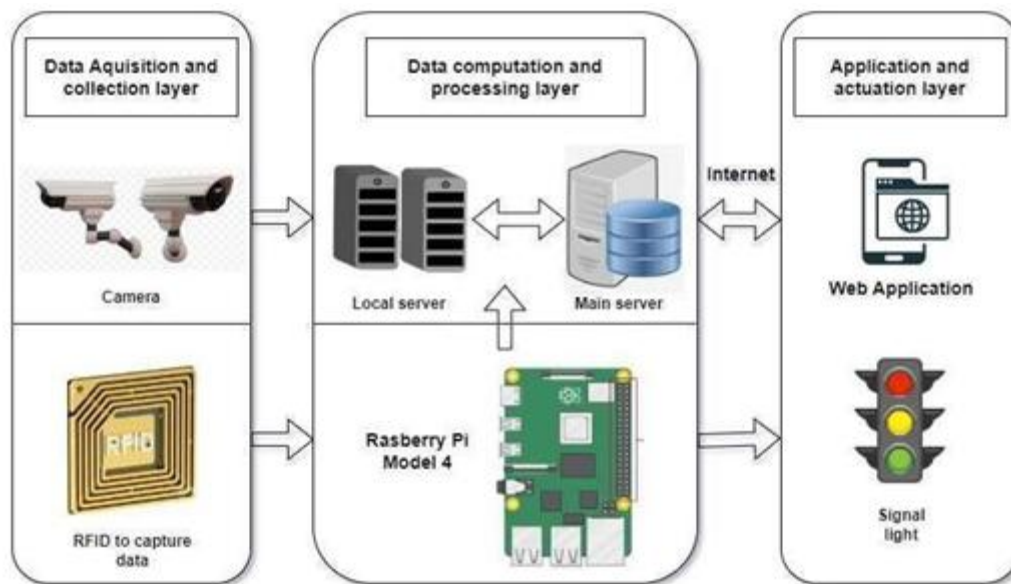 Data Aquisition and
collection layer
Camera
RFID
RFID to capture
data
Data computation and
processing layer
Local server
Main server
Rasberry Pi
Model 4
Internet
Application and
actuation layer
Web Application
Signal
light